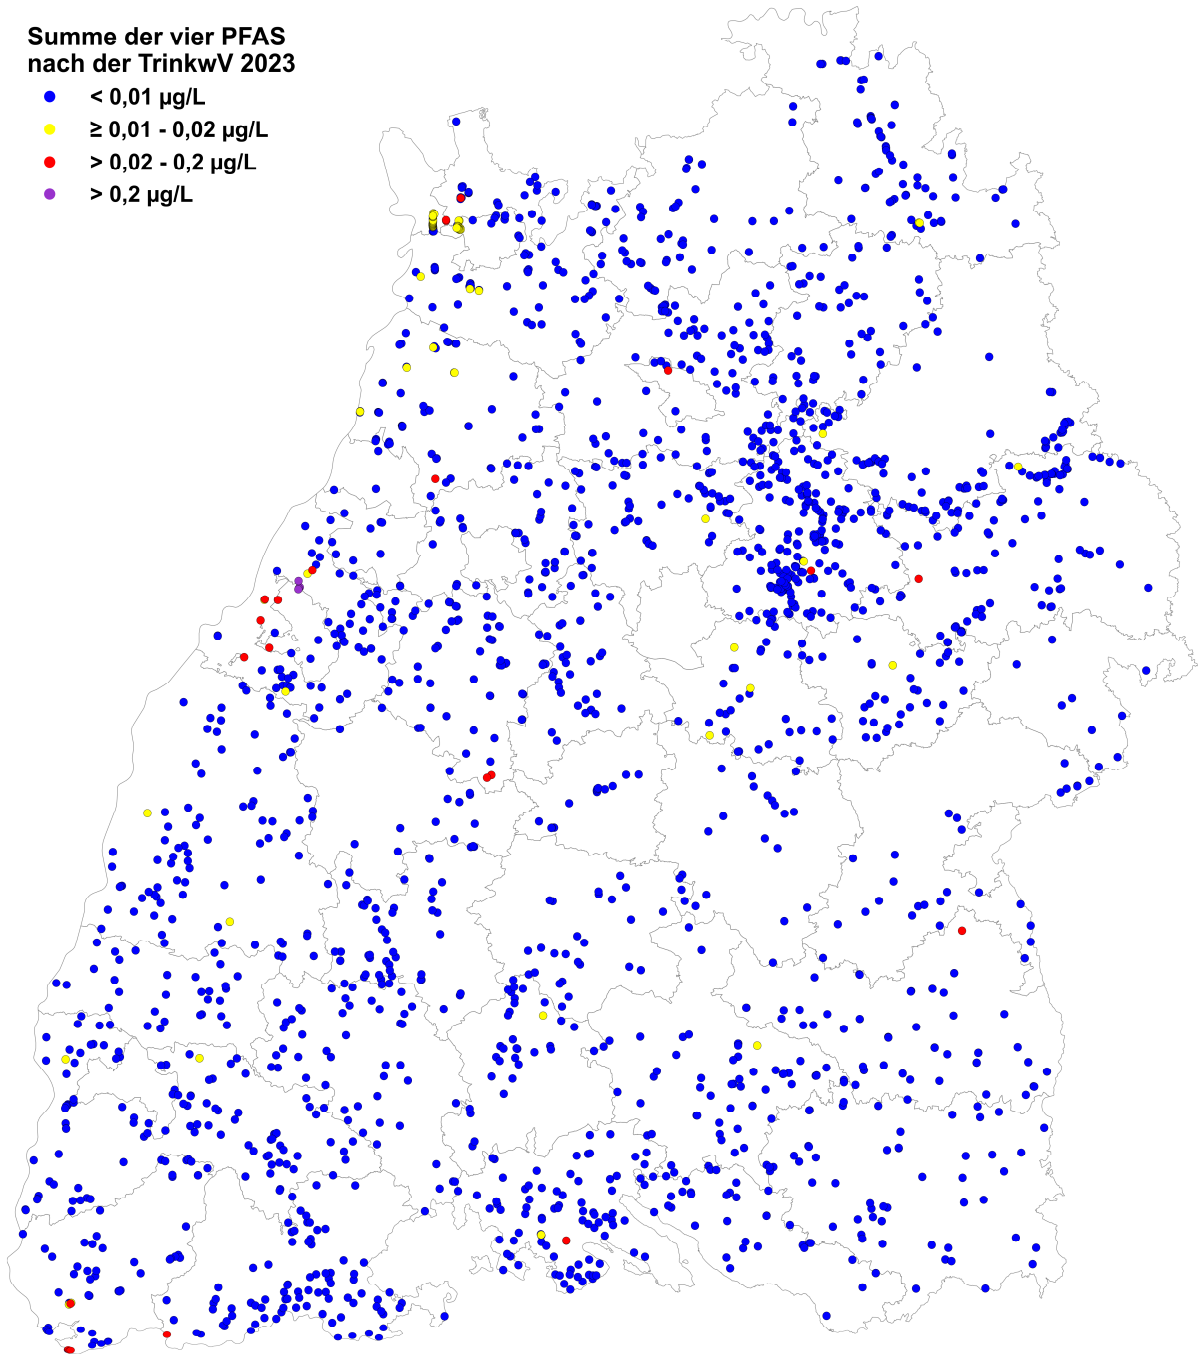 Summe der vier PFAS
nach der TrinkwV 2023
< 0,01 µg/L
≥ 0,01 - 0,02 µg/L
> 0,02 - 0,2 µg/L
> 0,2 µg/L